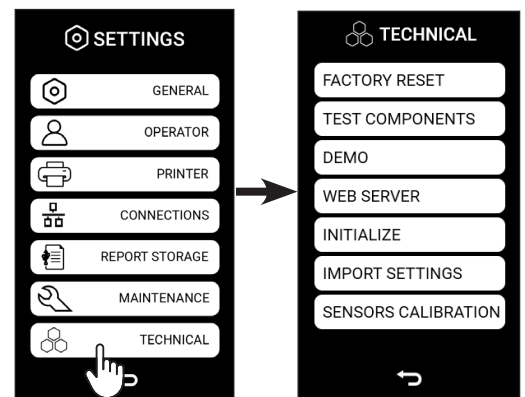 SETTINGS
GENERAL
OPERATOR
PRINTER
CONNECTIONS
REPORT STORAGE
MAINTENANCE
TECHNICAL
TECHNICAL
FACTORY RESET
TEST COMPONENTS
DEMO
WEB SERVER
INITIALIZE
IMPORT SETTINGS
SENSORS CALIBRATION